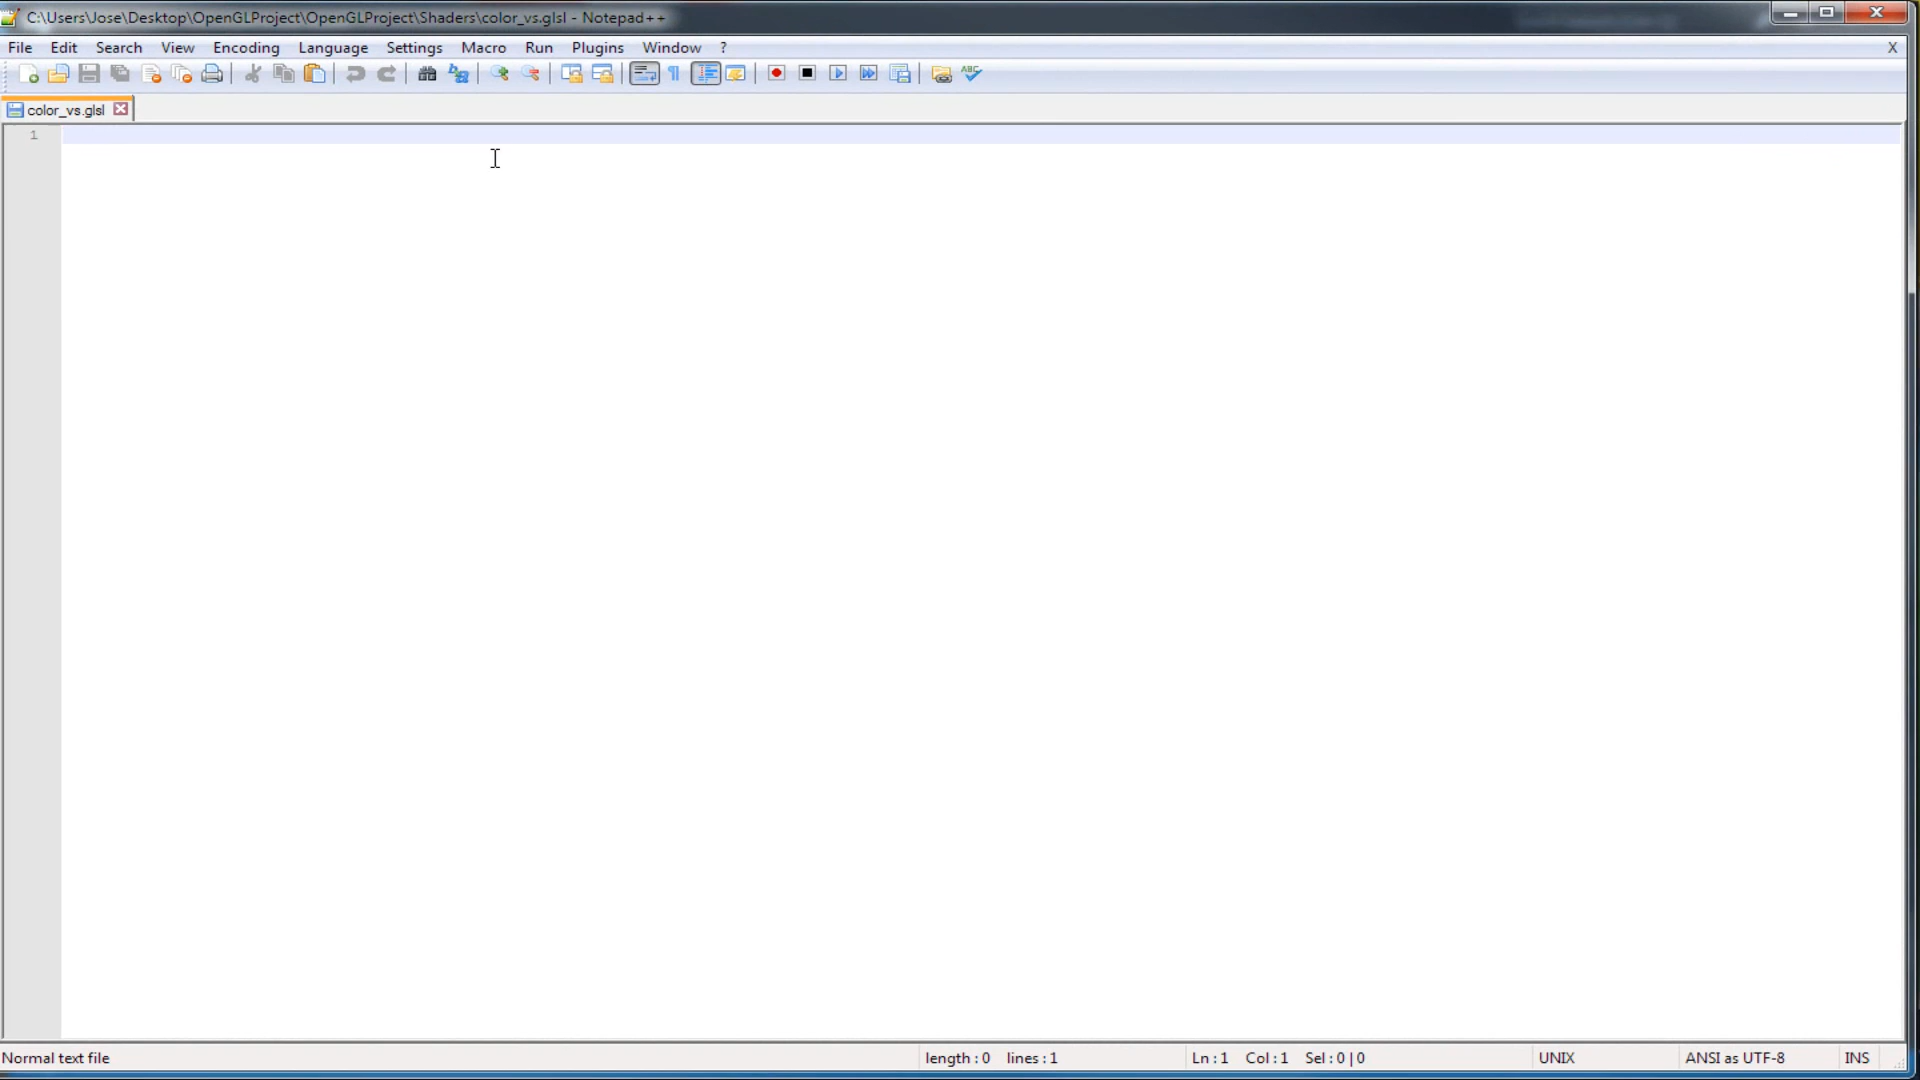 C:\Users\Jose\Desktop\OpenGLProject\OpenGLProject\Shaders\color_vs.glsl - Notepad++
File Edit Search View Encoding Language Settings Macro Run Plugins Window ? X
color_vs.glsl
1
Normal text file length : 0 lines : 1 Ln : 1 Col : 1 Sel : 0 | 0 UNIX ANSI as UTF-8 INS